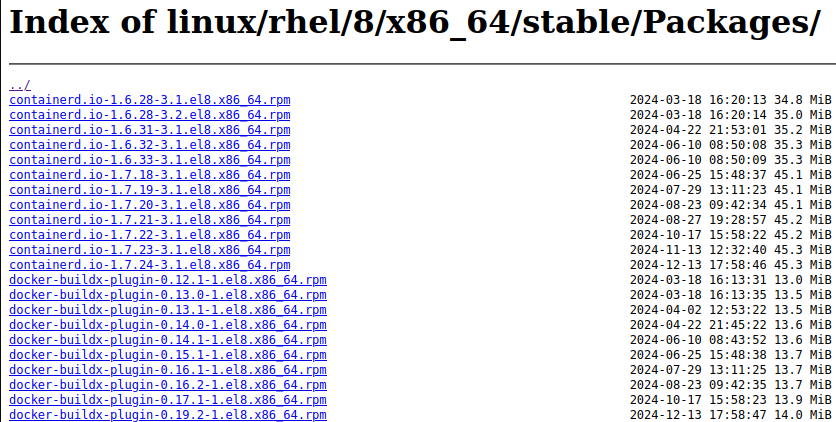 Index of linux/rhel/8/x86_64/stable/Packages/
../
containerd.io-1.6.28-3.1.el8.x86_64.rpm 2024-03-18 16:20:13 34.8 MiB
containerd.io-1.6.28-3.2.el8.x86_64.rpm 2024-03-18 16:20:14 35.0 MiB
containerd.io-1.6.31-3.1.el8.x86_64.rpm 2024-04-22 21:53:01 35.2 MiB
containerd.io-1.6.32-3.1.el8.x86_64.rpm 2024-06-10 08:50:08 35.3 MiB
containerd.io-1.6.33-3.1.el8.x86_64.rpm 2024-06-10 08:50:09 35.3 MiB
containerd.io-1.7.18-3.1.el8.x86_64.rpm 2024-06-25 15:48:37 45.1 MiB
containerd.io-1.7.19-3.1.el8.x86_64.rpm 2024-07-29 13:11:23 45.1 MiB
containerd.io-1.7.20-3.1.el8.x86_64.rpm 2024-08-23 09:42:34 45.1 MiB
containerd.io-1.7.21-3.1.el8.x86_64.rpm 2024-08-27 19:28:57 45.2 MiB
containerd.io-1.7.22-3.1.el8.x86_64.rpm 2024-10-17 15:58:22 45.2 MiB
containerd.io-1.7.23-3.1.el8.x86_64.rpm 2024-11-13 12:32:40 45.3 MiB
containerd.io-1.7.24-3.1.el8.x86_64.rpm 2024-12-13 17:58:46 45.3 MiB
docker-buildx-plugin-0.12.1-1.el8.x86_64.rpm 2024-03-18 16:13:31 13.0 MiB
docker-buildx-plugin-0.13.0-1.el8.x86_64.rpm 2024-03-18 16:13:35 13.5 MiB
docker-buildx-plugin-0.13.1-1.el8.x86_64.rpm 2024-04-02 12:53:22 13.5 MiB
docker-buildx-plugin-0.14.0-1.el8.x86_64.rpm 2024-04-22 21:45:22 13.6 MiB
docker-buildx-plugin-0.14.1-1.el8.x86_64.rpm 2024-06-10 08:43:52 13.6 MiB
docker-buildx-plugin-0.15.1-1.el8.x86_64.rpm 2024-06-25 15:48:38 13.7 MiB
docker-buildx-plugin-0.16.1-1.el8.x86_64.rpm 2024-07-29 13:11:25 13.7 MiB
docker-buildx-plugin-0.16.2-1.el8.x86_64.rpm 2024-08-23 09:42:35 13.7 MiB
docker-buildx-plugin-0.17.1-1.el8.x86_64.rpm 2024-10-17 15:58:23 13.9 MiB
docker-buildx-plugin-0.19.2-1.el8.x86_64.rpm 2024-12-13 17:58:47 14.0 MiB